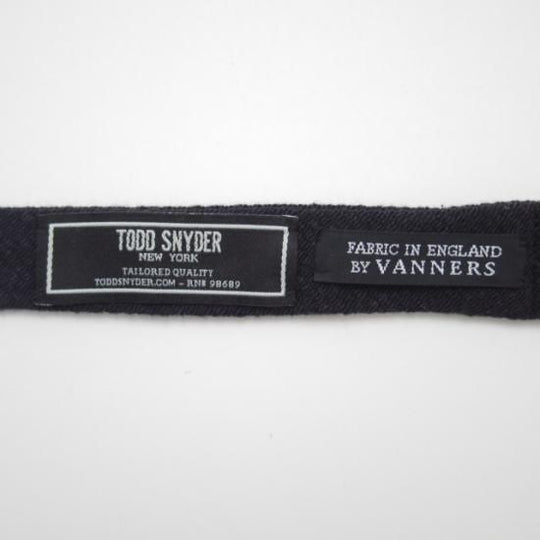 TODD SNYDER
NEW YORK
TAILORED QUALITY
TODDSNYDER.COM – RN# 98689
FABRIC IN ENGLAND
BY VANNERS